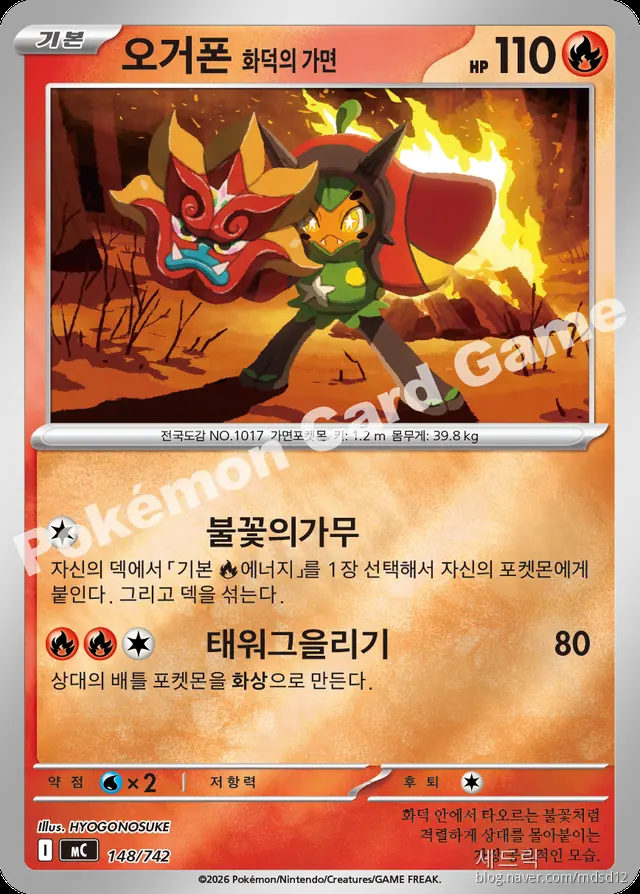 기본
오거폰 화덕의 가면
HP 110
전국도감 NO.1017 가면포켓몬 키: 1.2 m 몸무게: 39.8 kg
Pokémon Card Game
불꽃의가무
자신의 덱에서 「기본 에너지」를 1장 선택해서 자신의 포켓몬에게
붙인다. 그리고 덱을 섞는다.
태워그을리기 80
상대의 배틀 포켓몬을 화상으로 만든다.
약점 ×2 저항력 후퇴
Illus. HYOGONOSUKE
I mC 148/742
화덕 안에서 타오르는 불꽃처럼
격렬하게 상대를 몰아붙이는
모습.
세드릭
blog.naver.com/mdsd12
©2026 Pokémon/Nintendo/Creatures/GAME FREAK.